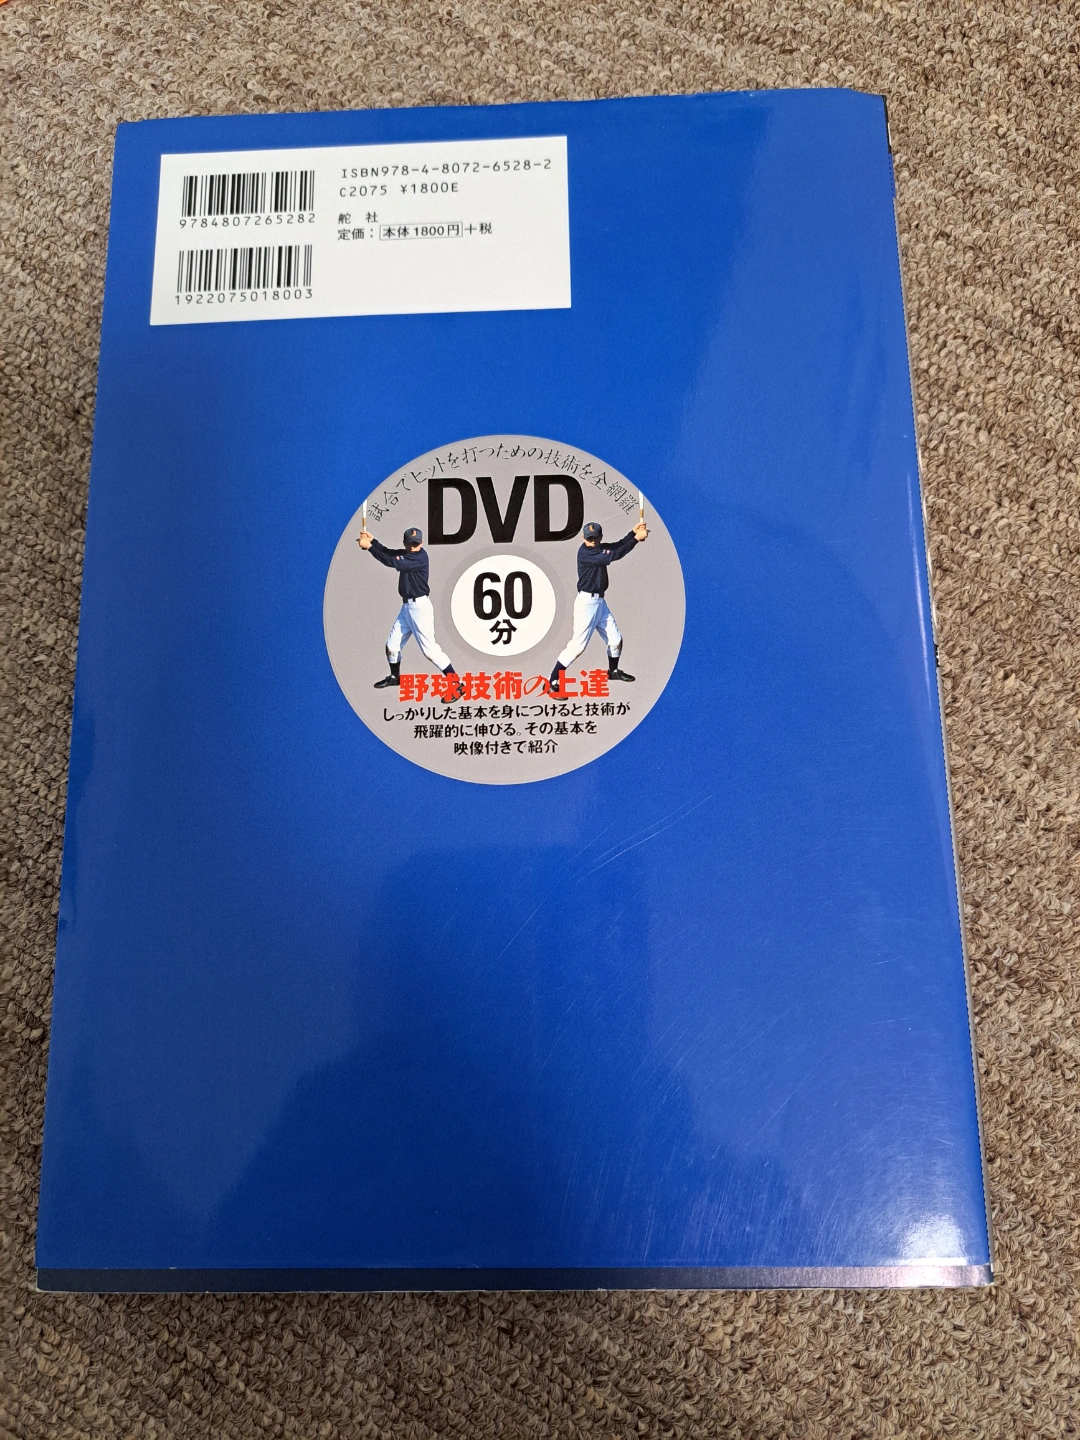 ISBN978-4-8072-6528-2
C2075 ¥1800E
9784807265282
舵 社
定価：本体1800円+税
1922075018003
試合でヒットを打つための技術を全網羅
DVD
60
分
野球技術の上達
しっかりした基本を身につけると技術が
飛躍的に伸びる。その基本を
映像付きで紹介